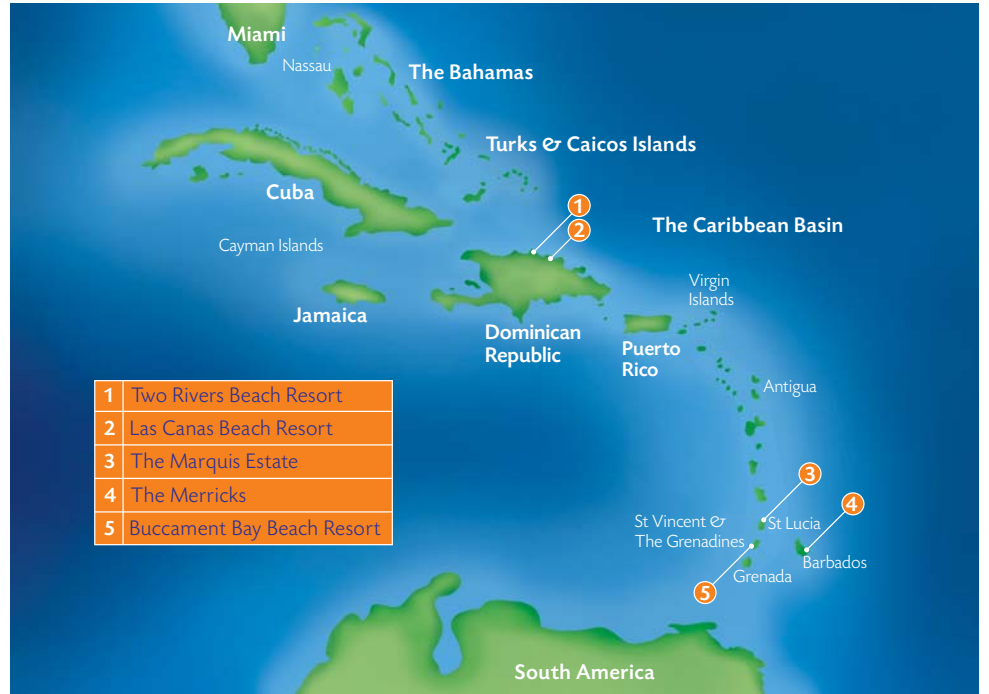 Miami
Nassau
The Bahamas
Turks & Caicos Islands
Cuba
1
2
The Caribbean Basin
Cayman Islands
Virgin
Islands
Jamaica
Dominican
Republic
Puerto
Rico
Antigua
1 Two Rivers Beach Resort
2 Las Canas Beach Resort
3 The Marquis Estate
4 The Merricks
5 Buccament Bay Beach Resort
3
4
St Vincent &
The Grenadines
St Lucia
Barbados
Grenada
5
South America